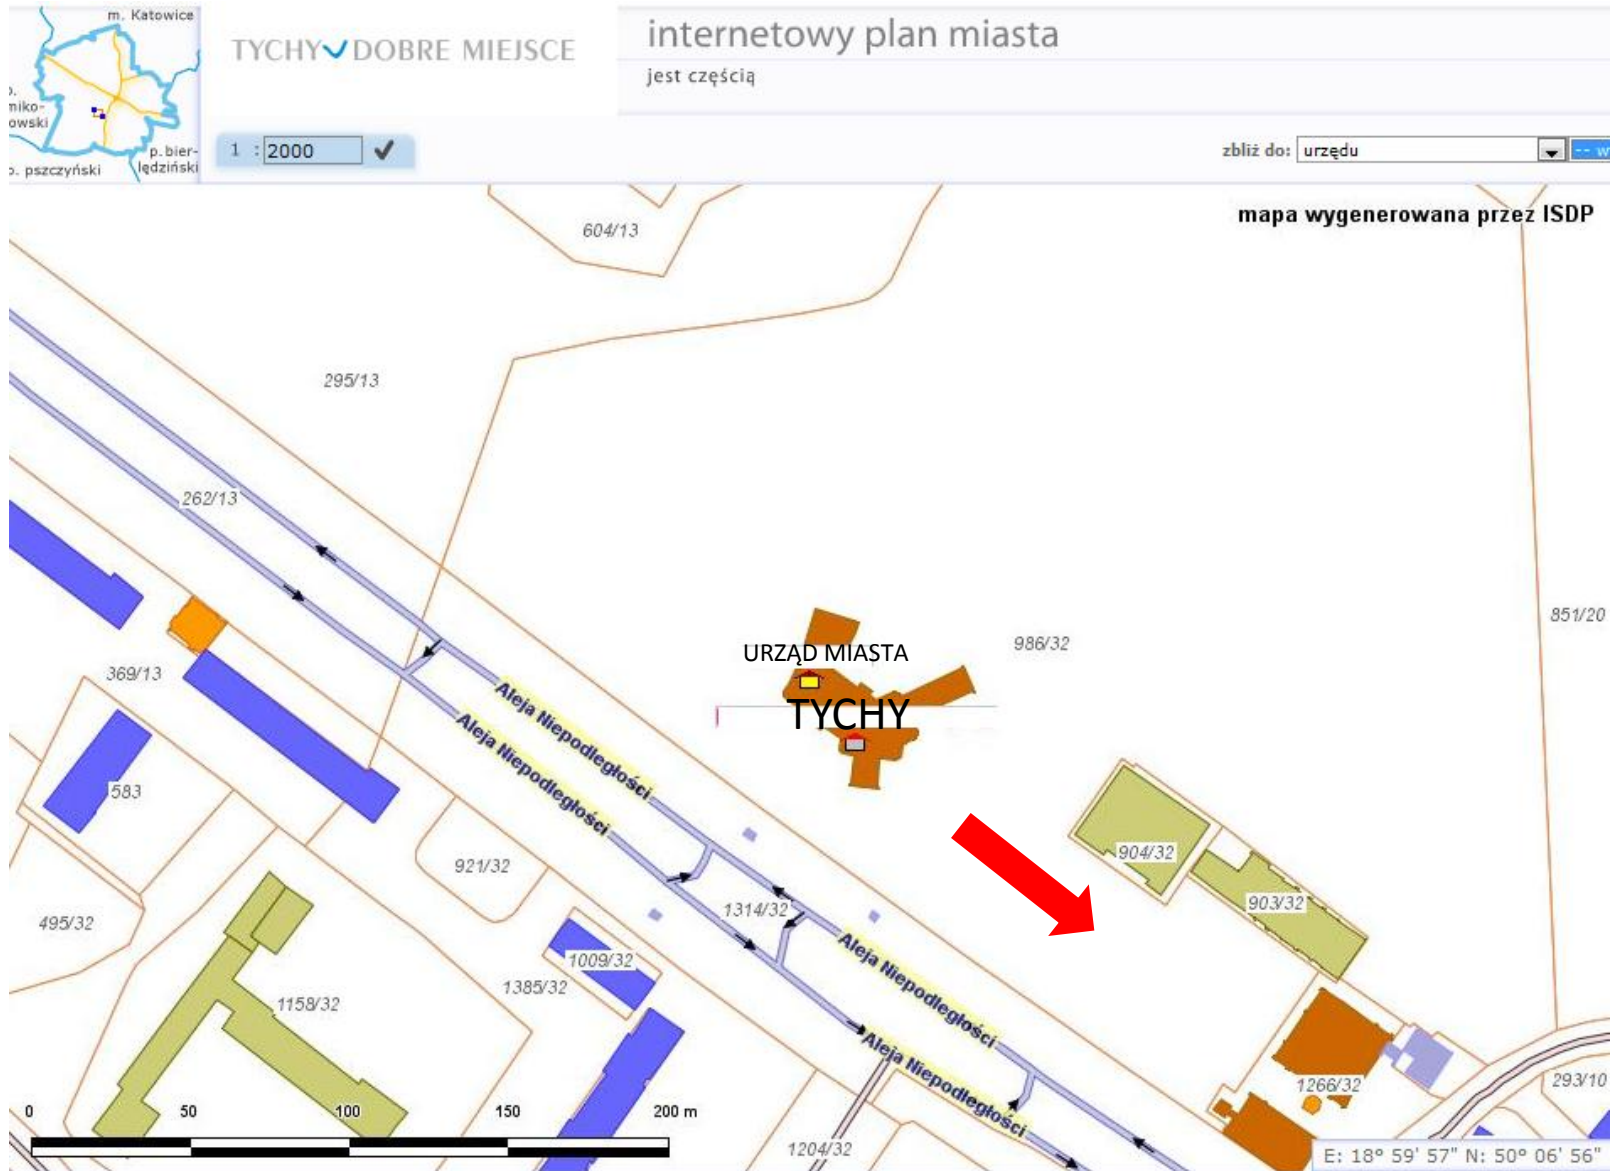 m. Katowice
niko-
owski
p. pszczyński
p.bier-
lędziński
TYCHY DOBRE MIEJSCE
internetowy plan miasta
jest częścią
1 : 2000
zbliż do: urzędu -- w
mapa wygenerowana przez ISDP
604/13
295/13
262/13
851/20
986/32
URZĄD MIASTA
TYCHY
369/13
Aleja Niepodległości
Aleja Niepodległości
583
904/32
921/32
903/32
1314/32
495/32
1009/32
1385/32
1158/32
Aleja Niepodległości
Aleja Niepodległości
1266/32
293/10
1204/32
0 50 100 150 200 m
E: 18° 59' 57" N: 50° 06' 56"